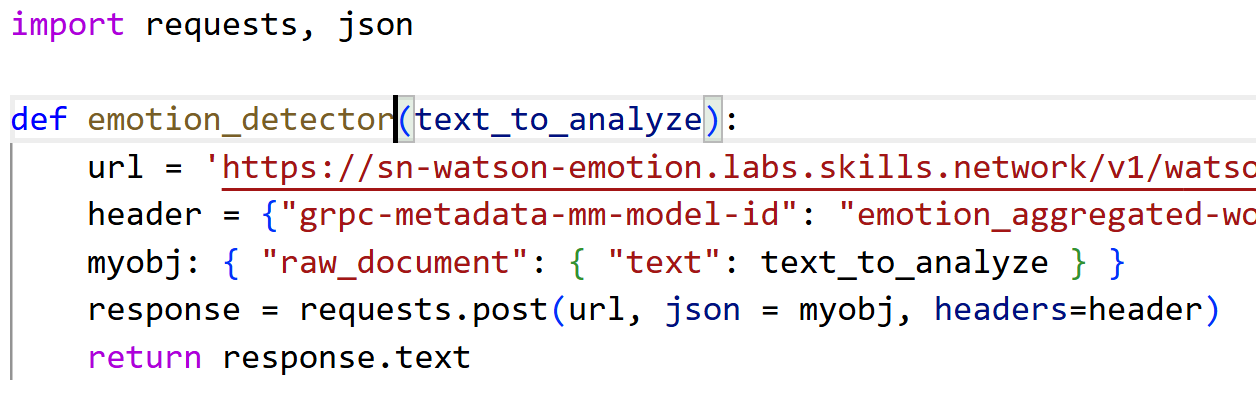 import requests, json
def emotion_detector(text_to_analyze):
url = 'https://sn-watson-emotion.labs.skills.network/v1/watso
header = {"grpc-metadata-mm-model-id": "emotion_aggregated-wo
myobj: { "raw_document": { "text": text_to_analyze } }
response = requests.post(url, json = myobj, headers=header)
return response.text